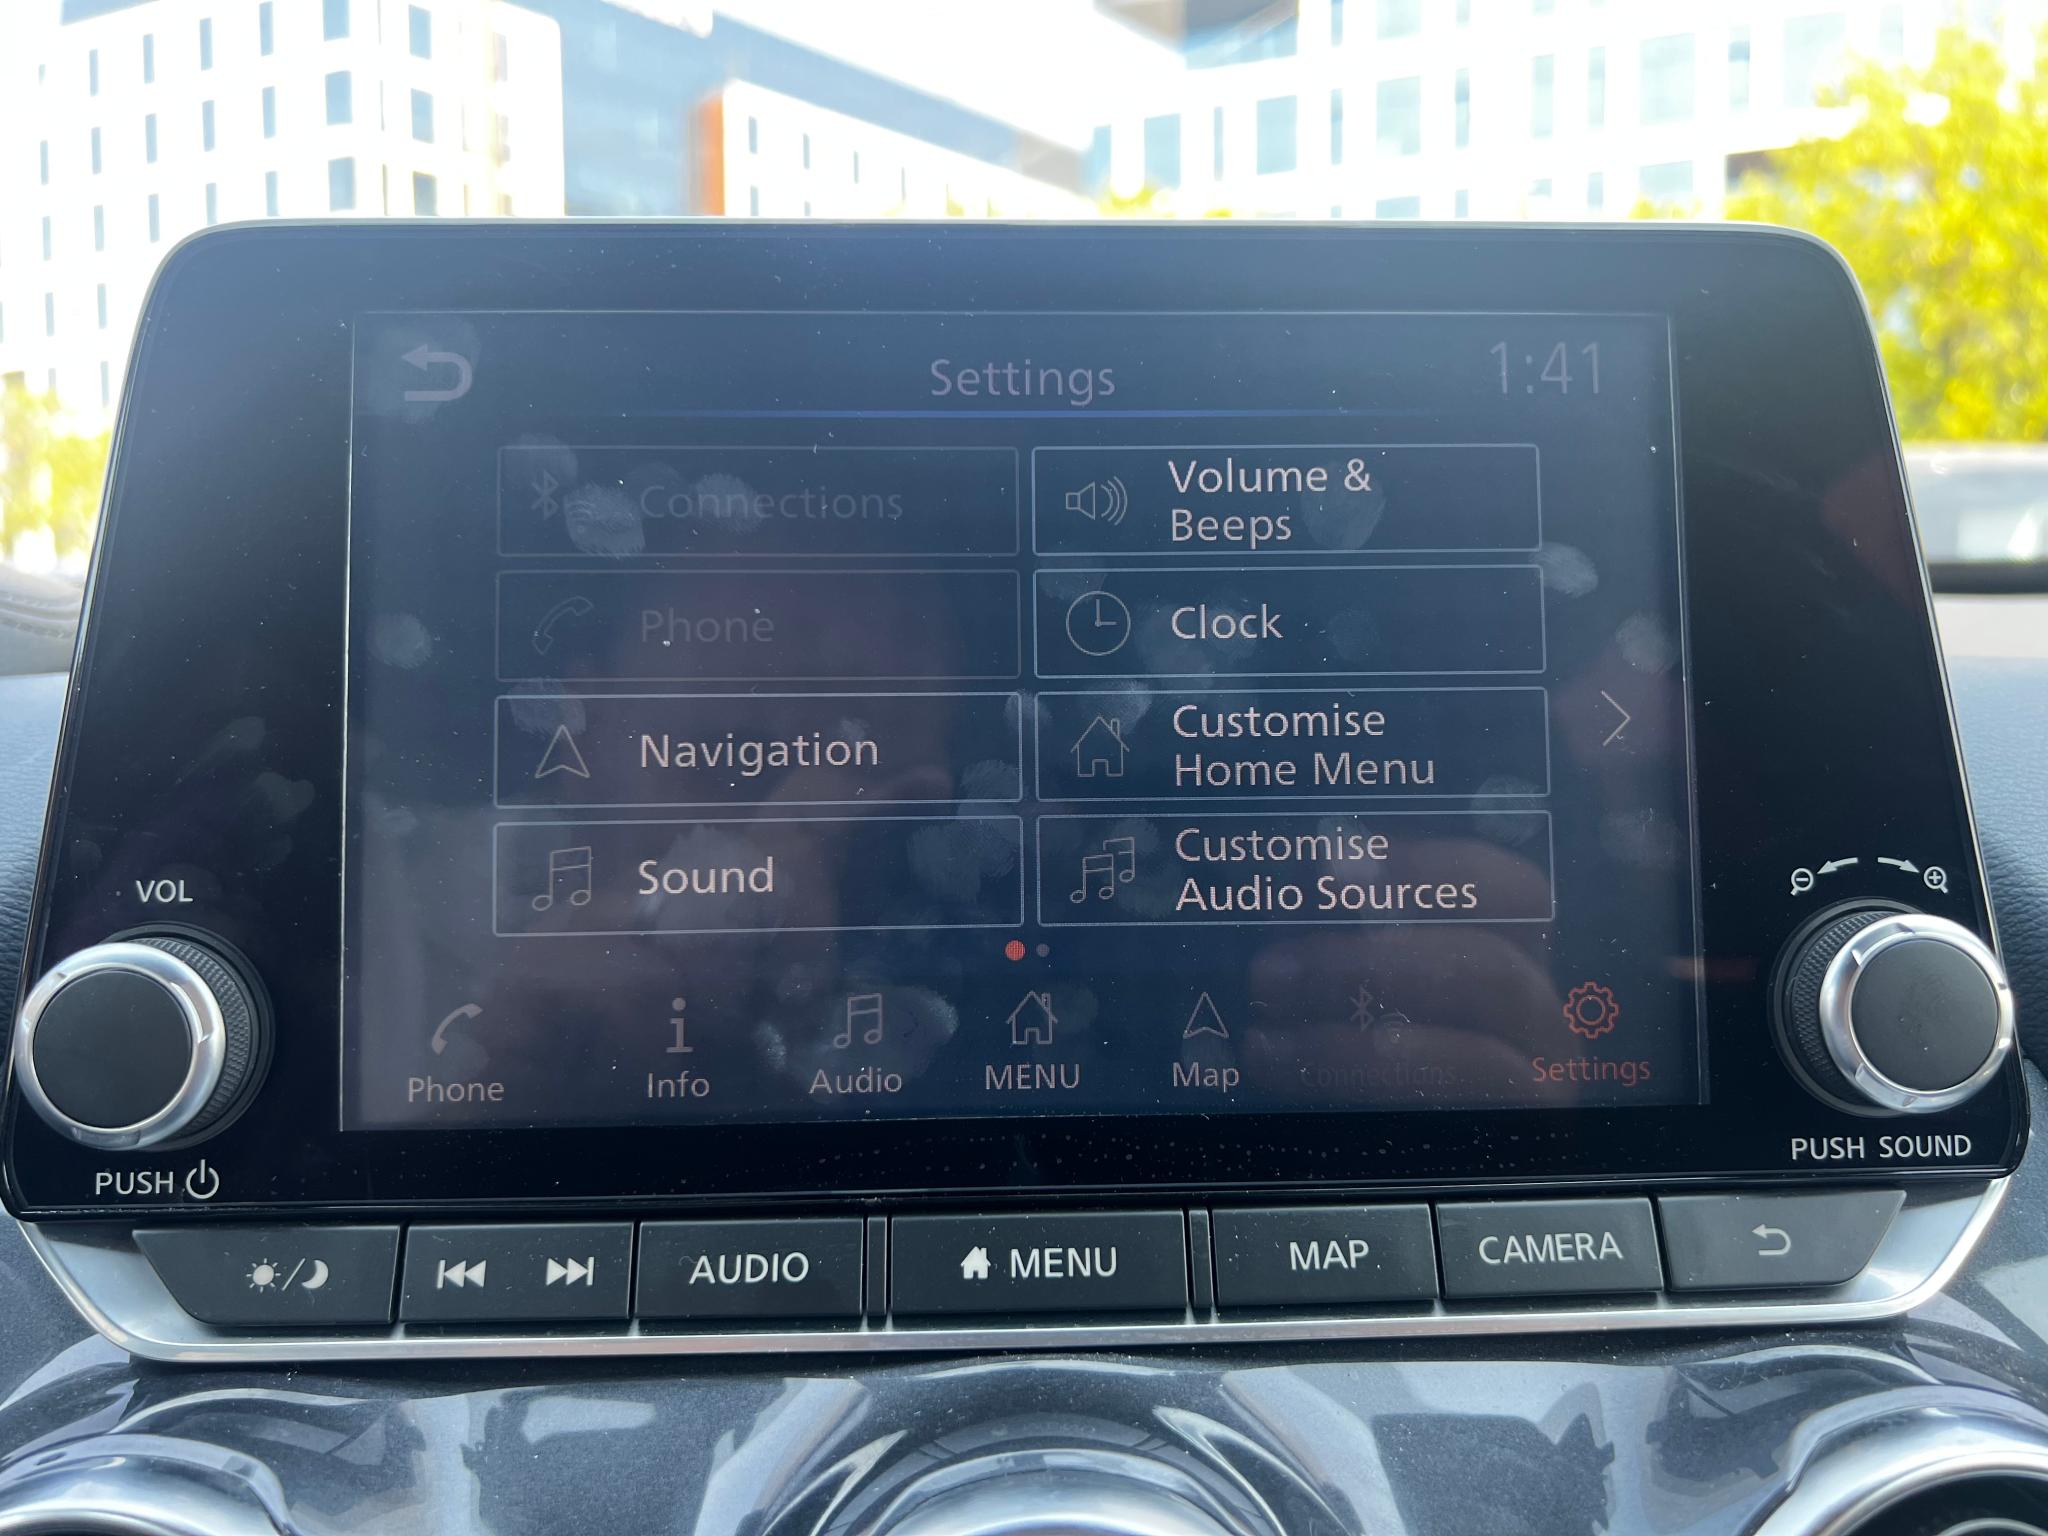 Settings
1:41
Connections
Volume &
Beeps
Phone
Clock
Navigation
Customise
Home Menu
Sound
Customise
Audio Sources
Phone
Info
Audio
MENU
Map
Connections
Settings
VOL
PUSH
PUSH SOUND
AUDIO
MENU
MAP
CAMERA